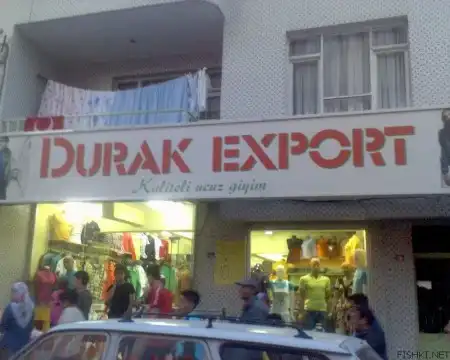 DURAK EXPORT
Kaliteli ucuz giyim
FISHKI.NET